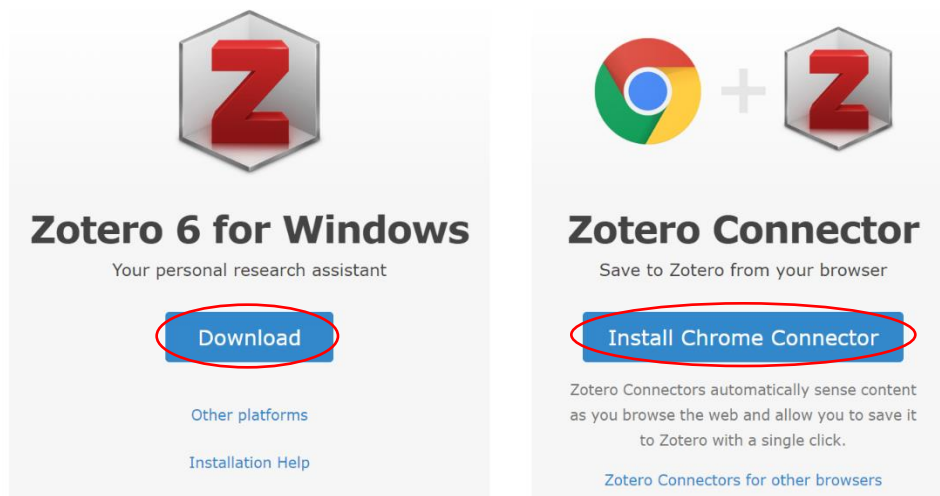 Zotero 6 for Windows
Your personal research assistant
Download
Other platforms
Installation Help
Zotero Connector
Save to Zotero from your browser
Install Chrome Connector
Zotero Connectors automatically sense content
as you browse the web and allow you to save it
to Zotero with a single click.
Zotero Connectors for other browsers